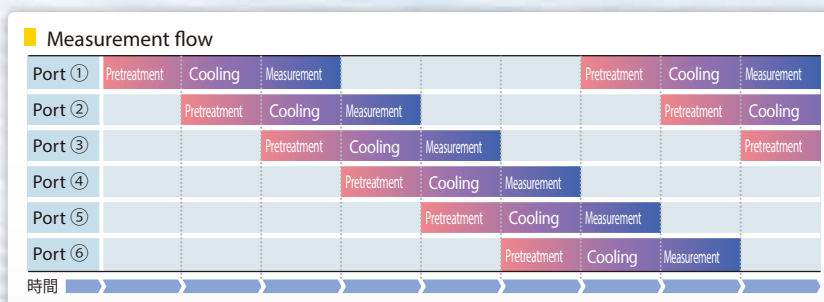 Measurement flow
Port ① Pretreatment Cooling Measurement Pretreatment Cooling Measurement
Port ② Pretreatment Cooling Measurement Pretreatment Cooling
Port ③ Pretreatment Cooling Measurement Pretreatment
Port ④ Pretreatment Cooling Measurement
Port ⑤ Pretreatment Cooling Measurement
Port ⑥ Pretreatment Cooling Measurement
時間